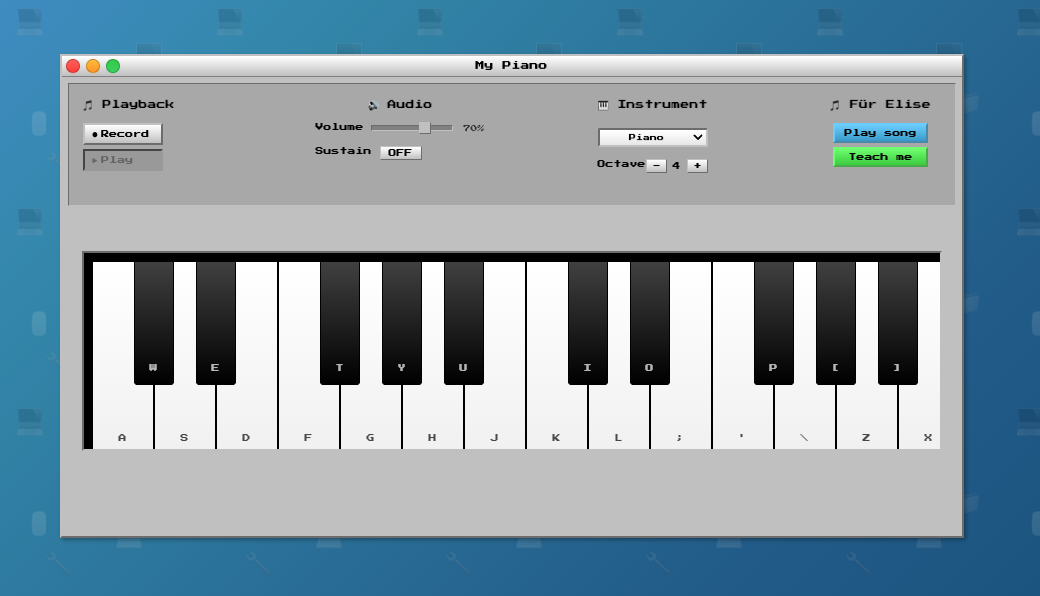 My Piano
Playback
Record
Play
Audio
Volume 70%
Sustain OFF
Instrument
Piano
Octave - 4 +
Für Elise
Play song
Teach me
W E T Y U I O P [ ]
A S D F G H J K L ; ' \ Z X